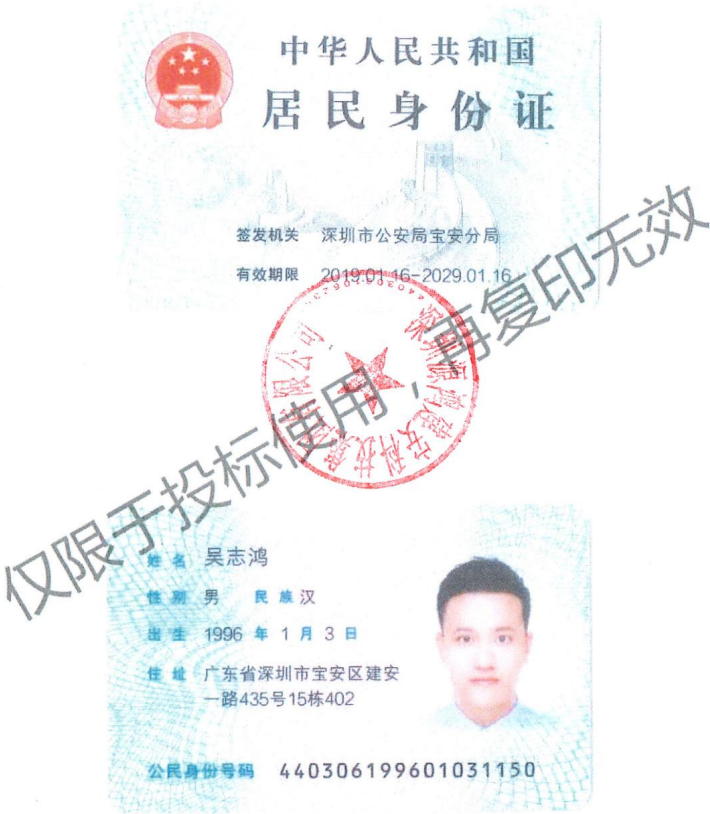 中华人民共和国
居民身份证
签发机关 深圳市公安局宝安分局
有效期限 2019.01.16-2029.01.16
仅限于投标使用，再复印无效
姓名 吴志鸿
性别 男 民族 汉
出生 1996 年 1 月 3 日
住址 广东省深圳市宝安区建安
一路435号15栋402
公民身份号码 440306199601031150